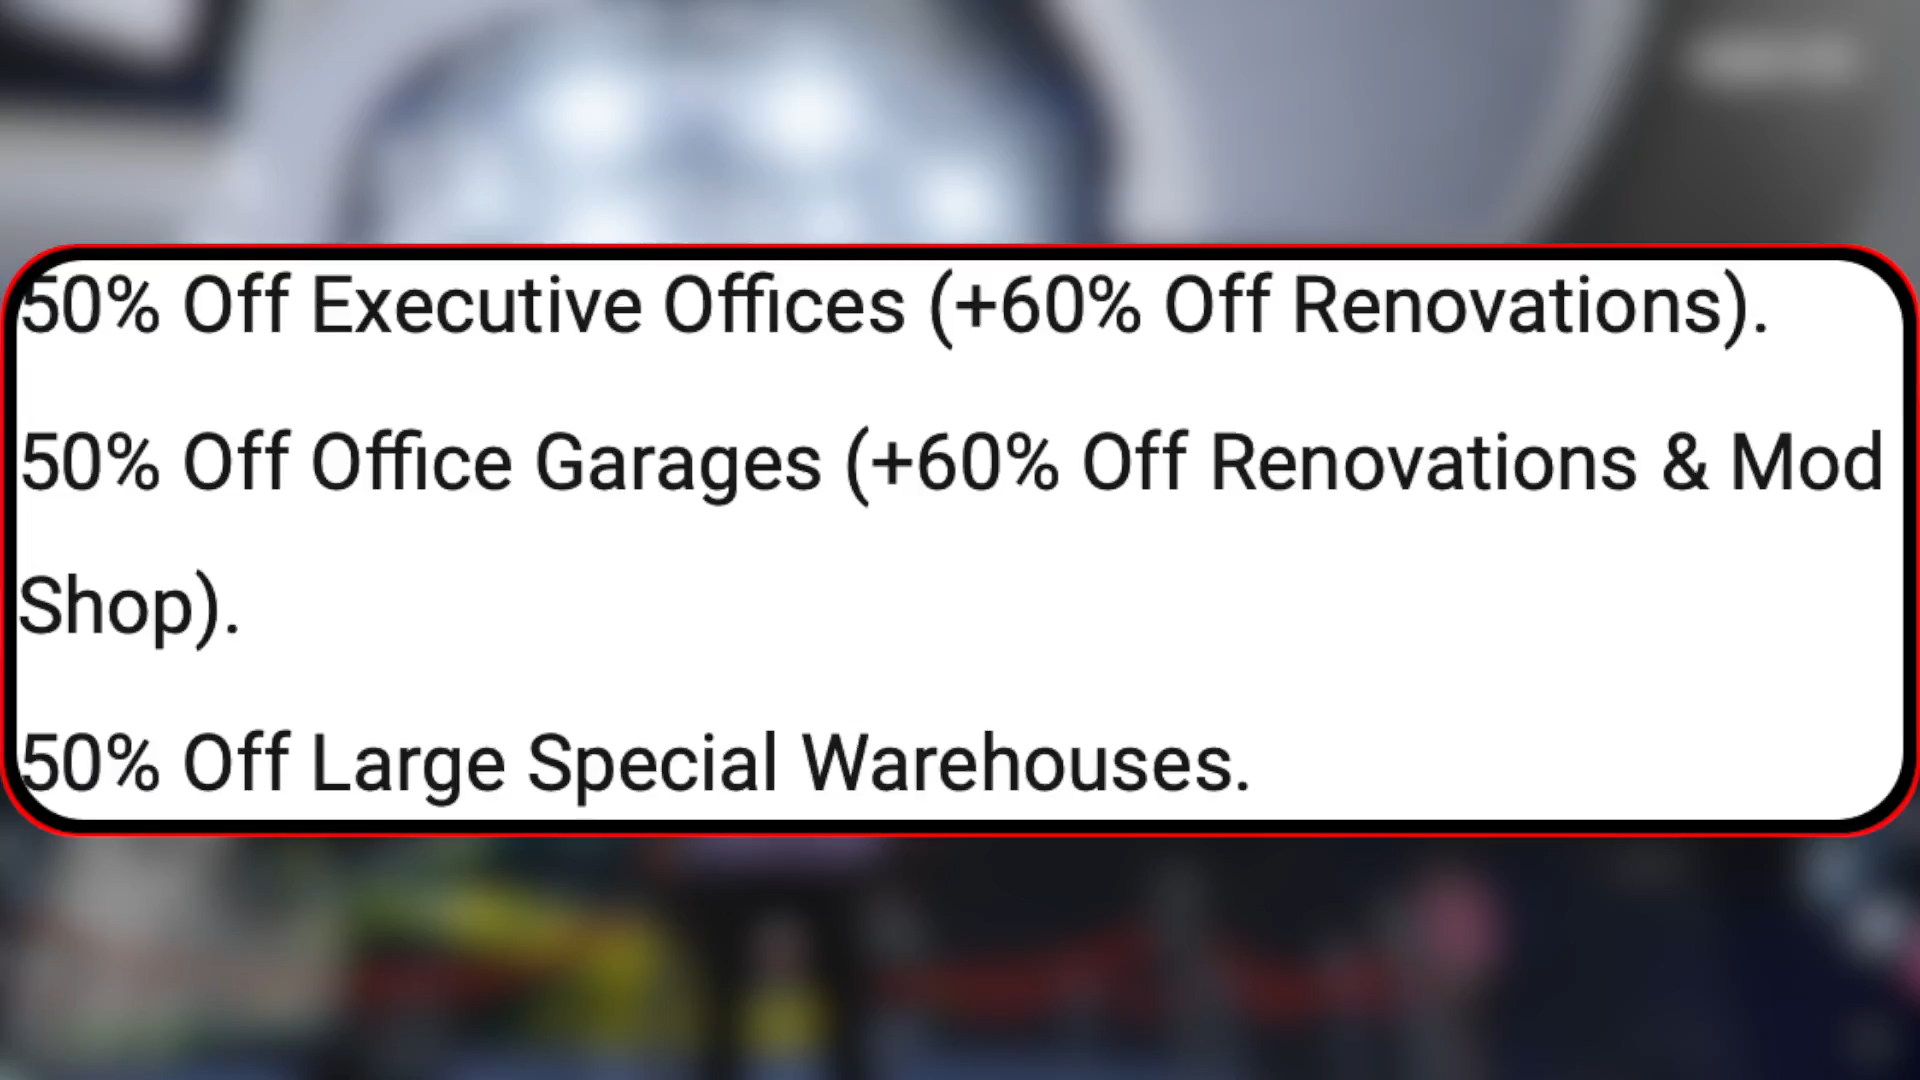 50% Off Executive Offices (+60% Off Renovations).
50% Off Office Garages (+60% Off Renovations & Mod
Shop).
50% Off Large Special Warehouses.